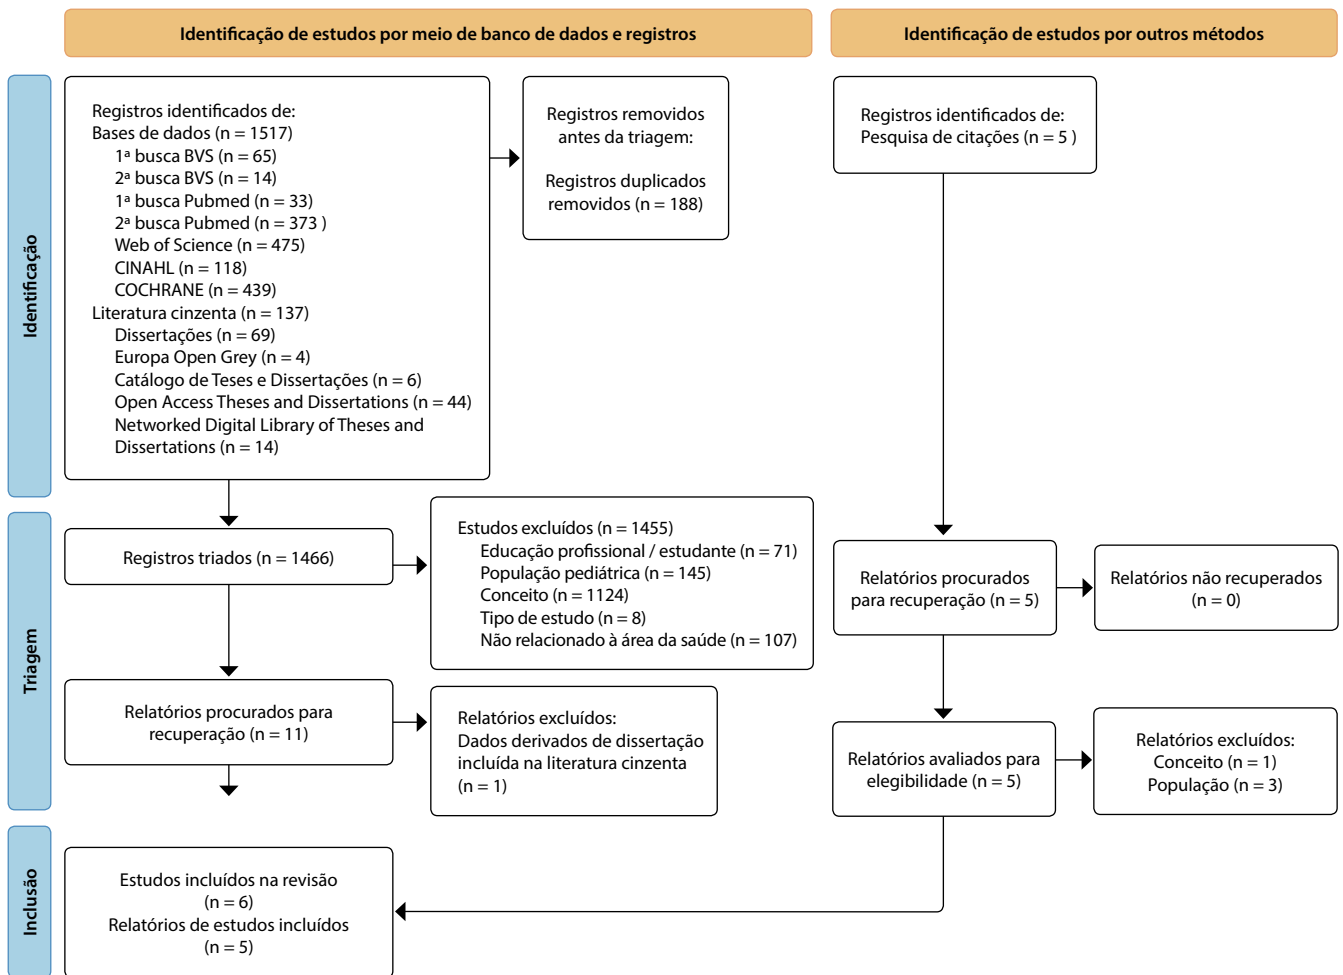 Identificação de estudos por meio de banco de dados e registros
Identificação de estudos por outros métodos
Identificação
Registros identificados de:
Bases de dados (n = 1517)
1ª busca BVS (n = 65)
2ª busca BVS (n = 14)
1ª busca Pubmed (n = 33)
2ª busca Pubmed (n = 373 )
Web of Science (n = 475)
CINAHL (n = 118)
COCHRANE (n = 439)
Literatura cinzenta (n = 137)
Dissertações (n = 69)
Europa Open Grey (n = 4)
Catálogo de Teses e Dissertações (n = 6)
Open Access Theses and Dissertations (n = 44)
Networked Digital Library of Theses and
Dissertations (n = 14)
Registros removidos
antes da triagem:
Registros duplicados
removidos (n = 188)
Registros identificados de:
Pesquisa de citações (n = 5 )
Triagem
Registros triados (n = 1466)
Estudos excluídos (n = 1455)
Educação profissional / estudante (n = 71)
População pediátrica (n = 145)
Conceito (n = 1124)
Tipo de estudo (n = 8)
Não relacionado à área da saúde (n = 107)
Relatórios procurados
para recuperação (n = 5)
Relatórios não recuperados
(n = 0)
Relatórios procurados para
recuperação (n = 11)
Relatórios excluídos:
Dados derivados de dissertação
incluída na literatura cinzenta
(n = 1)
Relatórios avaliados para
elegibilidade (n = 5)
Relatórios excluídos:
Conceito (n = 1)
População (n = 3)
Inclusão
Estudos incluídos na revisão
(n = 6)
Relatórios de estudos incluídos
(n = 5)